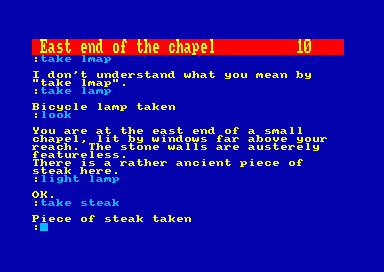 East end of the chapel 10
:take lmap
I don't understand what you mean by
"take lmap".
:take lamp
Bicycle lamp taken
:look
You are at the east end of a small
chapel, lit by windows far above your
reach. The stone walls are austerely
featureless.
There is a rather ancient piece of
steak here.
:light lamp
OK.
:take steak
Piece of steak taken
: